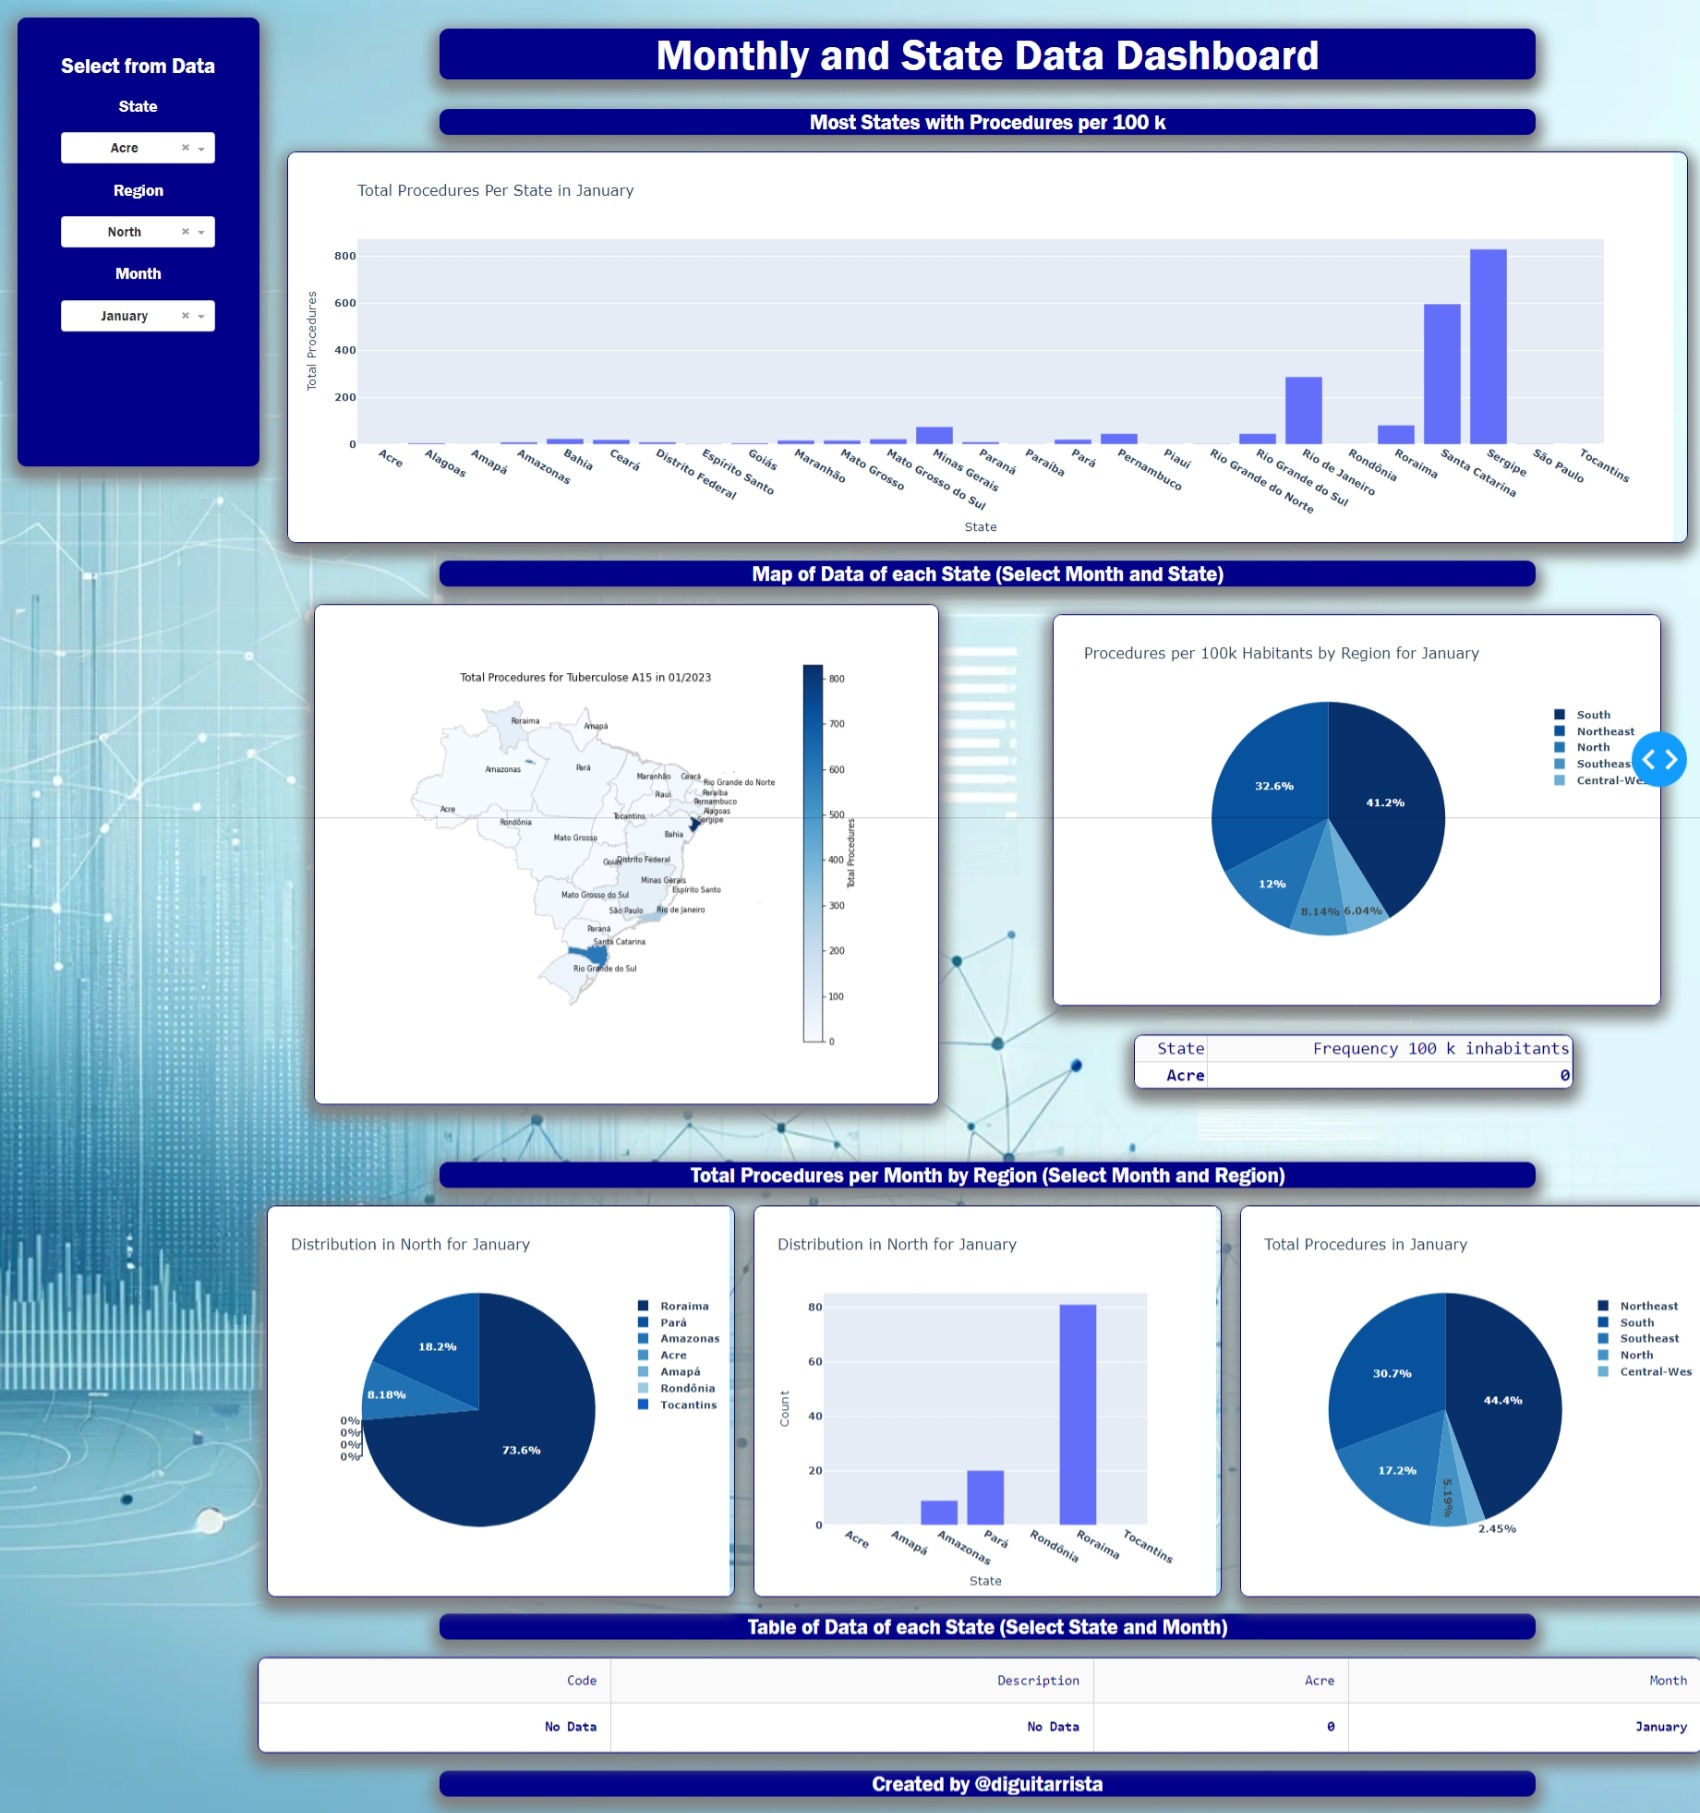 Select from Data
State
Acre × 
Region
North ×
Month
January ×
Monthly and State Data Dashboard
Most States with Procedures per 100 k
Total Procedures Per State in January
Total Procedures
800
600
400
200
0
Acre
Alagoas
Amapá
Amazonas
Bahia
Ceará
Distrito Federal
Espírito Santo
Goiás
Maranhão
Mato Grosso
Mato Grosso do Sul
Minas Gerais
Paraná
Paraíba
Pará
Pernambuco
Piauí
Rio Grande do Norte
Rio Grande do Sul
Rio de Janeiro
Rondônia
Roraima
Santa Catarina
Sergipe
São Paulo
Tocantins
State
Map of Data of each State (Select Month and State)
Total Procedures for Tuberculose A15 in 01/2023
Roraima
Amapá
Amazonas
Pará
Maranhão
Ceará
Rio Grande do Norte
Piauí
Paraíba
Pernambuco
Alagoas
Acre
Rondônia
Tocantins
Sergipe
Mato Grosso
Bahia
Goiás
Distrito Federal
Minas Gerais
Espírito Santo
Mato Grosso do Sul
São Paulo
Rio de Janeiro
Paraná
Santa Catarina
Rio Grande do Sul
800
700
600
500
400
300
200
100
0
Total Procedures
Procedures per 100k Habitants by Region for January
41.2%
32.6%
12%
8.14%
6.04%
South
Northeast
North
Southeas
Central-We
State Frequency 100 k inhabitants
Acre 0
Total Procedures per Month by Region (Select Month and Region)
Distribution in North for January
73.6%
18.2%
8.18%
0%
0%
0%
0%
Roraima
Pará
Amazonas
Acre
Amapá
Rondônia
Tocantins
Distribution in North for January
Count
80
60
40
20
0
Acre
Amapá
Amazonas
Pará
Rondônia
Roraima
Tocantins
State
Total Procedures in January
44.4%
30.7%
17.2%
5.19%
2.45%
Northeast
South
Southeast
North
Central-Wes
Table of Data of each State (Select State and Month)
Code Description Acre Month
No Data No Data 0 January
Created by @diguitarrista